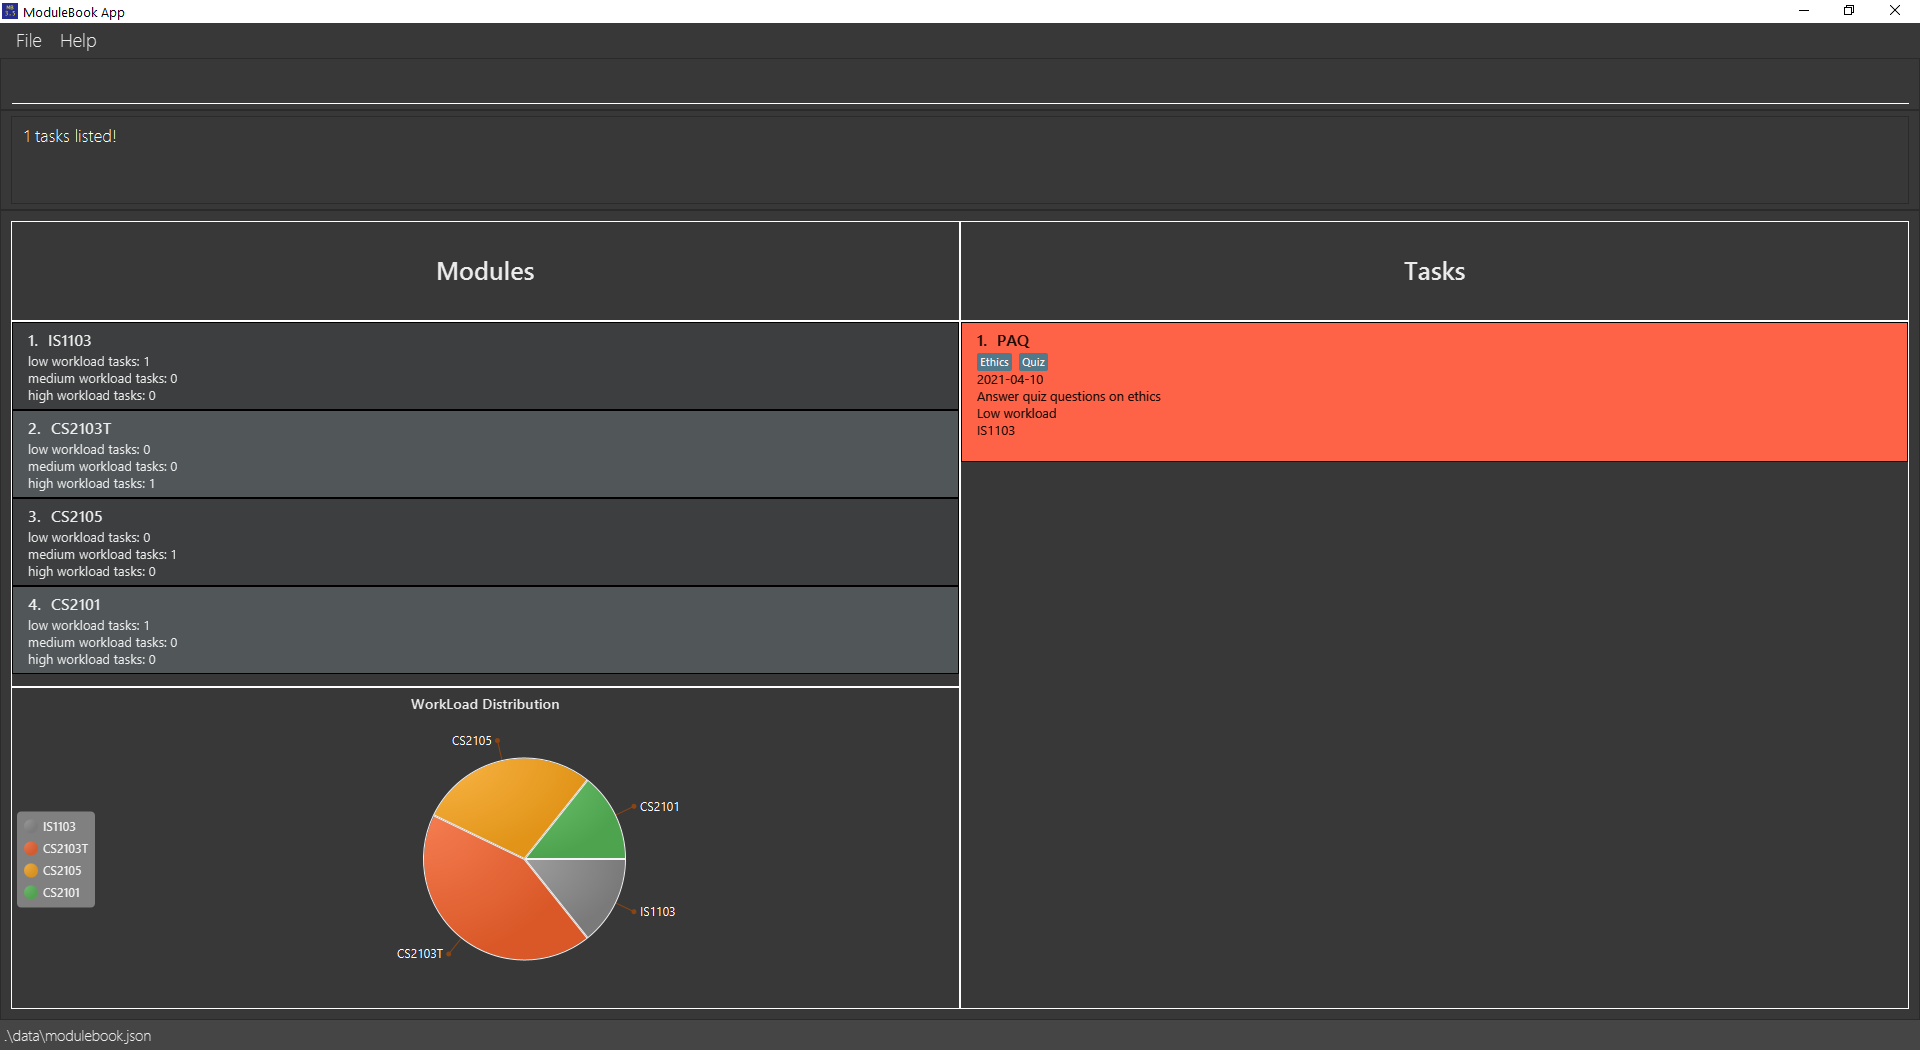 ModuleBook App
File Help
1 tasks listed!
Modules
1. IS1103
low workload tasks: 1
medium workload tasks: 0
high workload tasks: 0
2. CS2103T
low workload tasks: 0
medium workload tasks: 0
high workload tasks: 1
3. CS2105
low workload tasks: 0
medium workload tasks: 1
high workload tasks: 0
4. CS2101
low workload tasks: 1
medium workload tasks: 0
high workload tasks: 0
WorkLoad Distribution
CS2105
CS2101
IS1103
CS2103T
IS1103
CS2103T
CS2105
CS2101
Tasks
1. PAQ
Ethics Quiz
2021-04-10
Answer quiz questions on ethics
Low workload
IS1103
.\data\modulebook.json